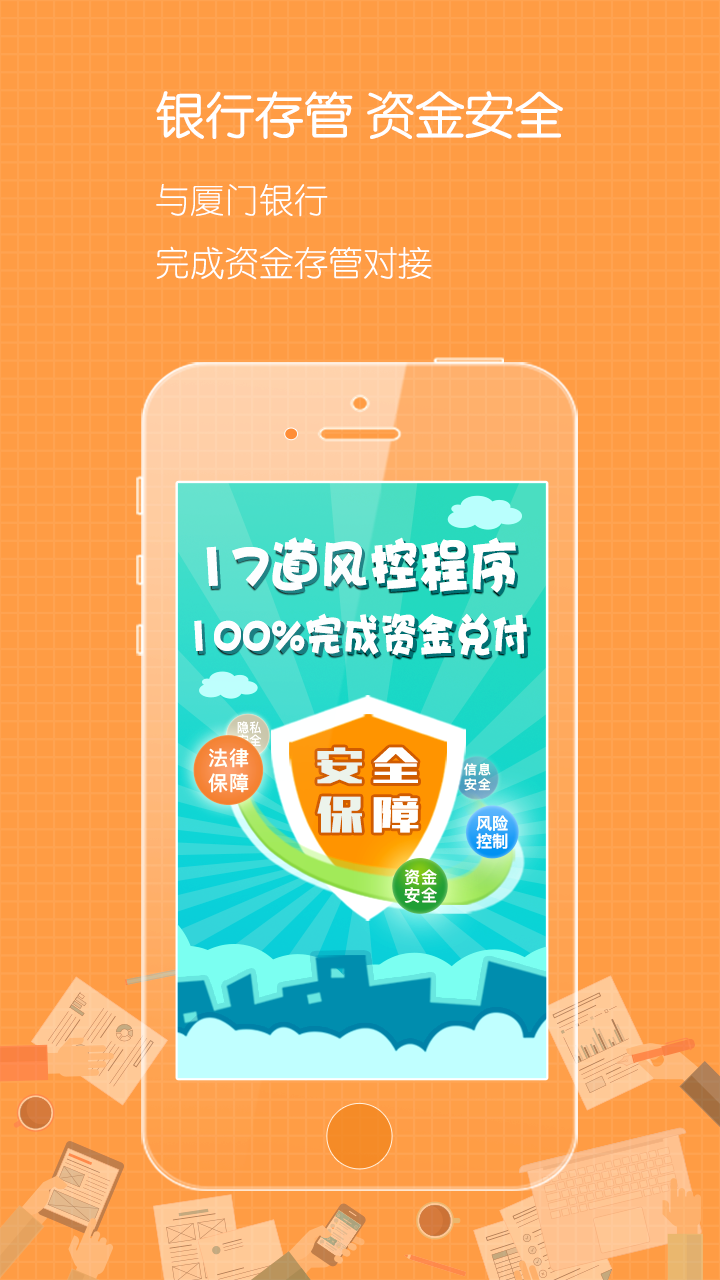 银行存管 资金安全
与厦门银行
完成资金存管对接
17道风控程序
100%完成资金兑付
隐私
安全
法律
保障
安全
保障
信息
安全
风险
控制
资金
安全